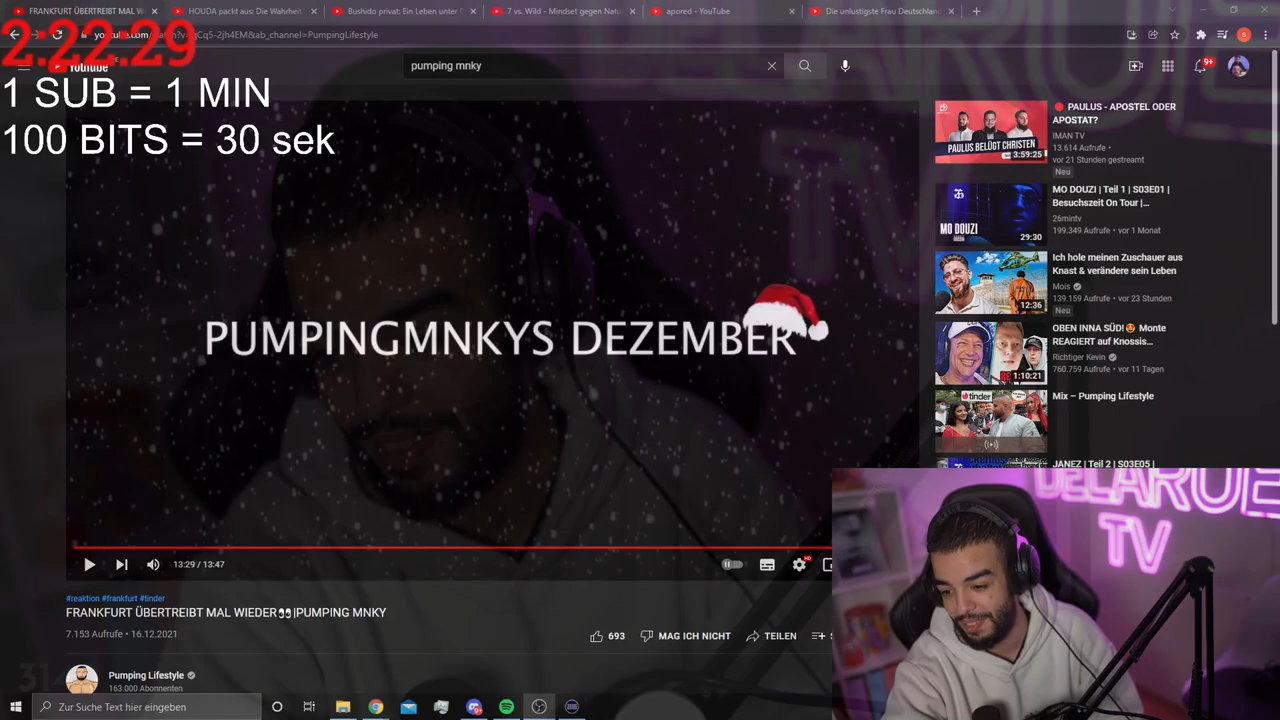 FRANKFURT ÜBERTREIBT MAL W
HOUDA packt aus: Die Wahrheit
Bushido privat: Ein Leben unter
7 vs. Wild - Mindset gegen Natu
apored - YouTube
Die unlustigste Frau Deutschland
2:22:29
1 SUB = 1 MIN
100 BITS = 30 sek
pumping mnky
9+
PUMPINGMNKYS DEZEMBER
PAULUS BELÜGT CHRISTEN
3:59:25
PAULUS - APOSTEL ODER
APOSTAT?
IMAN TV
13.614 Aufrufe •
vor 21 Stunden gestreamt
Neu
MO DOUZI
29:30
MO DOUZI | Teil 1 | S03E01 |
Besuchszeit On Tour |...
26mintv
199.349 Aufrufe • vor 1 Monat
12:36
Ich hole meinen Zuschauer aus
Knast & verändere sein Leben
Mois
139.159 Aufrufe • vor 23 Stunden
Neu
1:10:21
OBEN INNA SÜD!🤩 Monte
REAGIERT auf Knossis...
Richtiger Kevin
760.759 Aufrufe • vor 11 Tagen
tinder
Mix – Pumping Lifestyle
JANEZ | Teil 2 | S03E05 |
13:29 / 13:47
HD
#reaktion #frankfurt #tinder
FRANKFURT ÜBERTREIBT MAL WIEDER👀|PUMPING MNKY
7.153 Aufrufe • 16.12.2021
693
MAG ICH NICHT
TEILEN
Pumping Lifestyle
163.000 Abonnenten
DELARUE
TV
Zur Suche Text hier eingeben